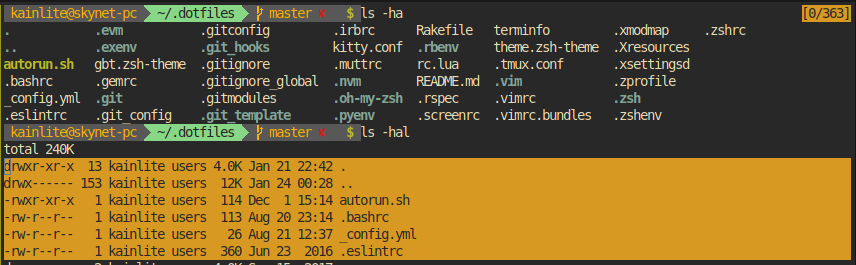 kainlite@skynet-pc ~/.dotfiles master ✘ $ ls -ha [0/363]
. .evm .gitconfig .irbrc Rakefile terminfo .xmodmap .zshrc
.. .exenv .git_hooks kitty.conf .rbenv theme.zsh-theme .Xresources
autorun.sh gbt.zsh-theme .gitignore .muttrc rc.lua .tmux.conf .xsettingsd
.bashrc .gemrc .gitignore_global .nvm README.md .vim .zprofile
_config.yml .git .gitmodules .oh-my-zsh .rspec .vimrc .zsh
.eslintrc .git_config .git_template .pyenv .screenrc .vimrc.bundles .zshenv
kainlite@skynet-pc ~/.dotfiles master ✘ $ ls -hal
total 240K
drwxr-xr-x 13 kainlite users 4.0K Jan 21 22:42 .
drwx------ 153 kainlite users 12K Jan 24 00:28 ..
-rwxr-xr-x 1 kainlite users 114 Dec 1 15:14 autorun.sh
-rw-r--r-- 1 kainlite users 113 Aug 20 23:14 .bashrc
-rw-r--r-- 1 kainlite users 26 Aug 21 12:37 _config.yml
-rw-r--r-- 1 kainlite users 360 Jun 23 2016 .eslintrc